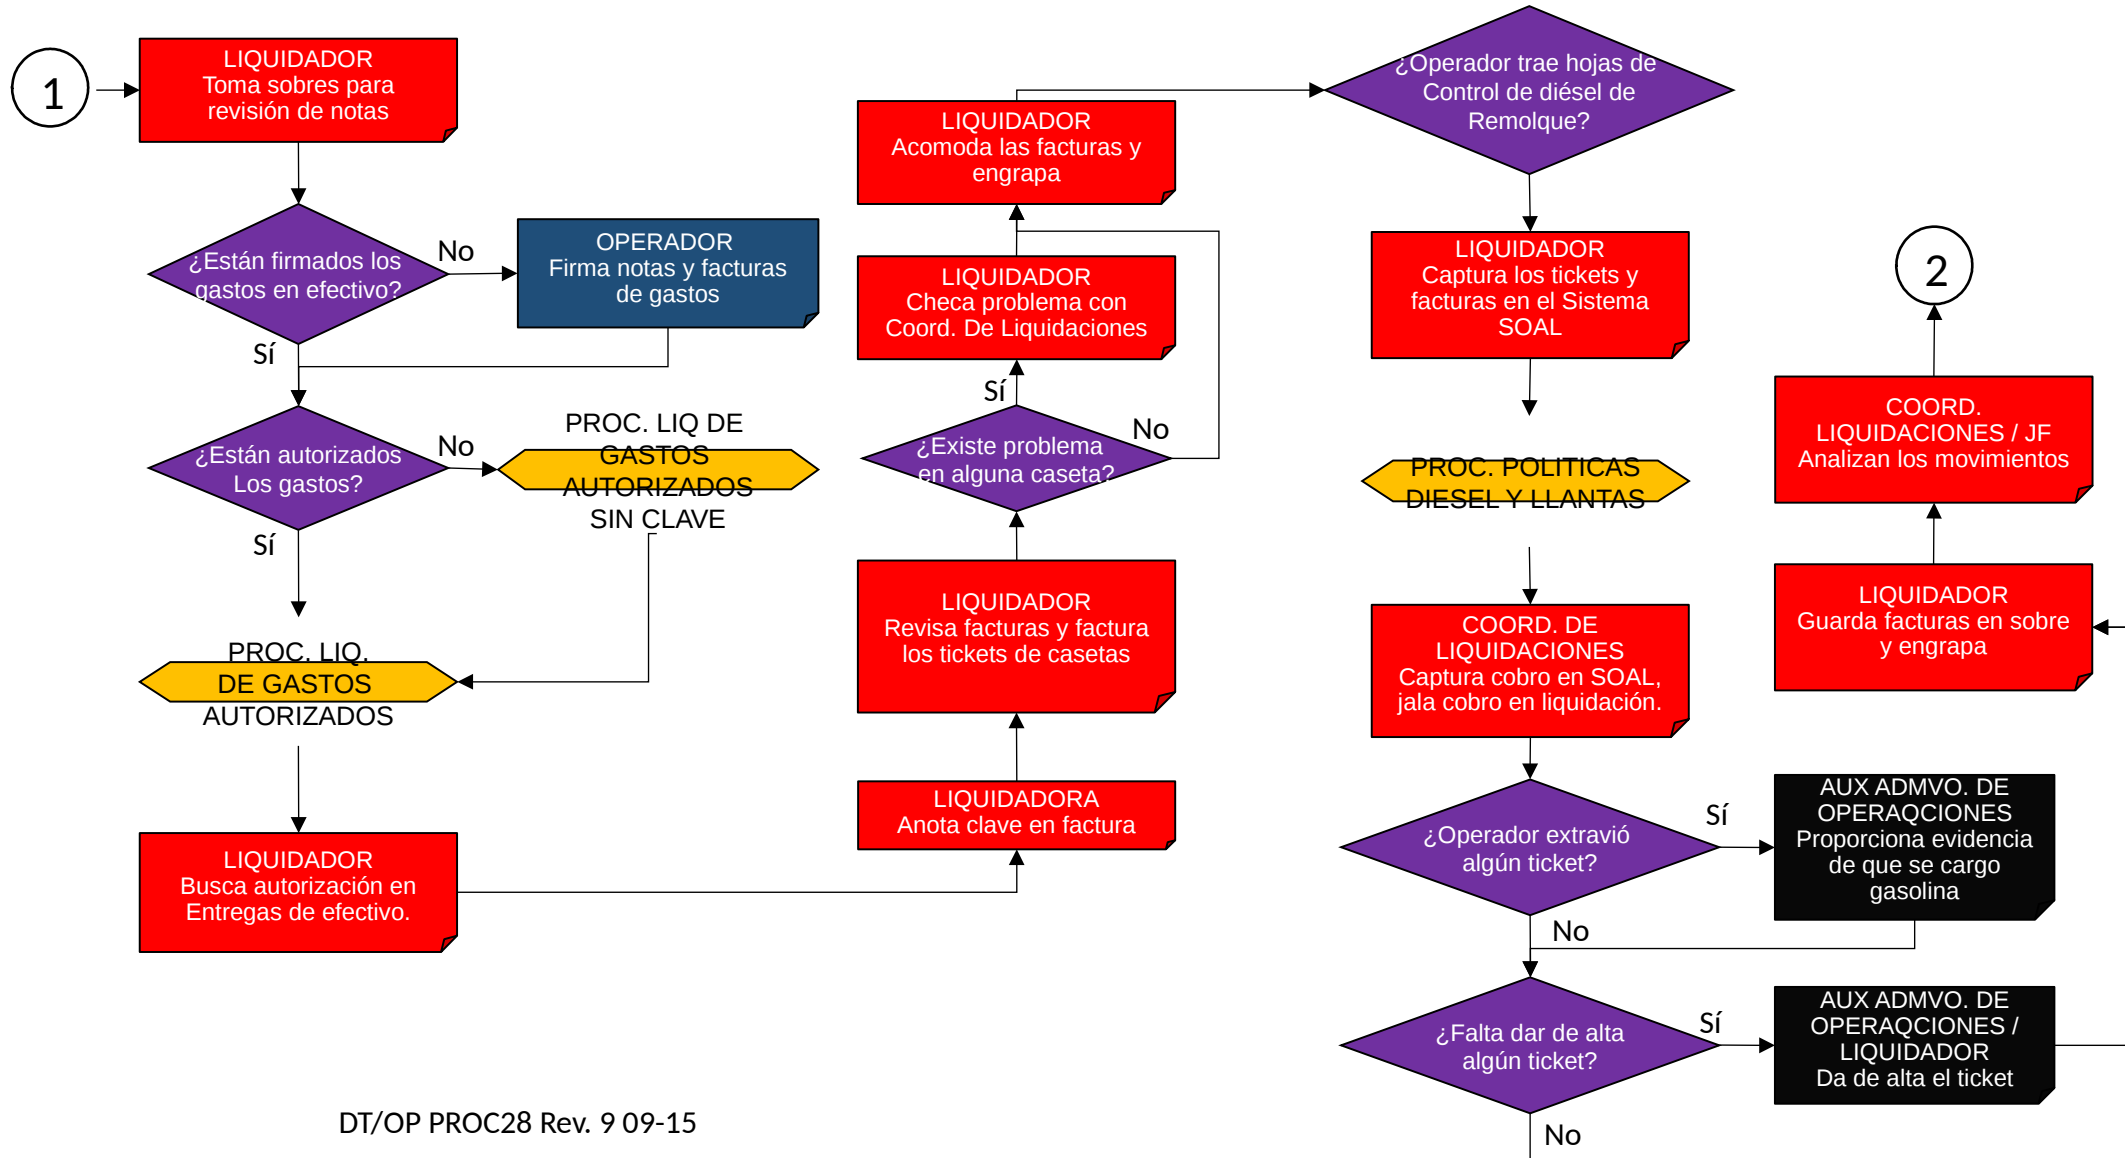 1
LIQUIDADOR
Toma sobres para
revisión de notas
¿Están firmados los
gastos en efectivo?
No
OPERADOR
Firma notas y facturas
de gastos
Sí
¿Están autorizados
Los gastos?
No
PROC. LIQ DE
GASTOS
AUTORIZADOS
SIN CLAVE
Sí
PROC. LIQ.
DE GASTOS
AUTORIZADOS
LIQUIDADOR
Busca autorización en
Entregas de efectivo.
LIQUIDADORA
Anota clave en factura
LIQUIDADOR
Revisa facturas y factura
los tickets de casetas
¿Existe problema
en alguna caseta?
Sí
No
LIQUIDADOR
Checa problema con
Coord. De Liquidaciones
LIQUIDADOR
Acomoda las facturas y
engrapa
¿Operador trae hojas de
Control de diésel de
Remolque?
LIQUIDADOR
Captura los tickets y
facturas en el Sistema
SOAL
PROC. POLITICAS
DIESEL Y LLANTAS
COORD. DE
LIQUIDACIONES
Captura cobro en SOAL,
jala cobro en liquidación.
¿Operador extravió
algún ticket?
Sí
AUX ADMVO. DE
OPERAQCIONES
Proporciona evidencia
de que se cargo
gasolina
No
¿Falta dar de alta
algún ticket?
Sí
AUX ADMVO. DE
OPERAQCIONES /
LIQUIDADOR
Da de alta el ticket
No
LIQUIDADOR
Guarda facturas en sobre
y engrapa
COORD.
LIQUIDACIONES / JF
Analizan los movimientos
2
DT/OP PROC28 Rev. 9 09-15